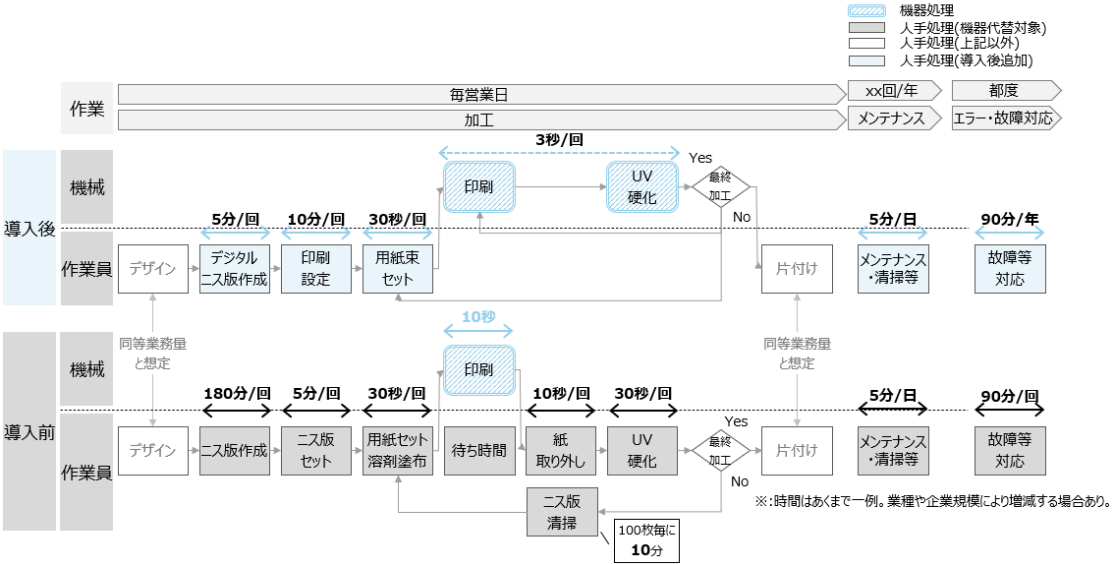 機器処理
人手処理(機器代替対象)
人手処理(上記以外)
人手処理(導入後追加)
作業
毎営業日
xx回/年
都度
加工
メンテナンス
エラー・故障対応
導入後
機械
3秒/回
印刷
UV
硬化
Yes
最終
加工
No
5分/回
10分/回
30秒/回
5分/日
90分/年
作業員
デザイン
デジタル
ニス版作成
印刷
設定
用紙束
セット
片付け
メンテナンス
・清掃等
故障等
対応
同等業務量
と想定
同等業務量
と想定
導入前
機械
10秒
印刷
180分/回
5分/回
30秒/回
10秒/回
30秒/回
5分/日
90分/回
作業員
デザイン
ニス版作成
ニス版
セット
用紙セット
溶剤塗布
待ち時間
紙
取り外し
UV
硬化
最終
加工
Yes
No
片付け
メンテナンス
・清掃等
故障等
対応
ニス版
清掃
100枚毎に
10分
※:時間はあくまで一例。業種や企業規模により増減する場合あり。